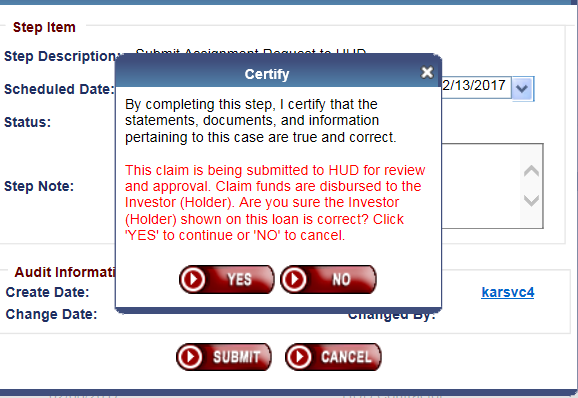 Step Item
Step Description: Submit Assignment Request to HUD
Scheduled Date: 2/13/2017
Status:
Step Note:
Certify
By completing this step, I certify that the
statements, documents, and information
pertaining to this case are true and correct.
This claim is being submitted to HUD for review
and approval. Claim funds are disbursed to the
Investor (Holder). Are you sure the Investor
(Holder) shown on this loan is correct? Click
'YES' to continue or 'NO' to cancel.
YES NO
Audit Informati
Create Date: karsvc4
Change Date: Changed By:
SUBMIT CANCEL